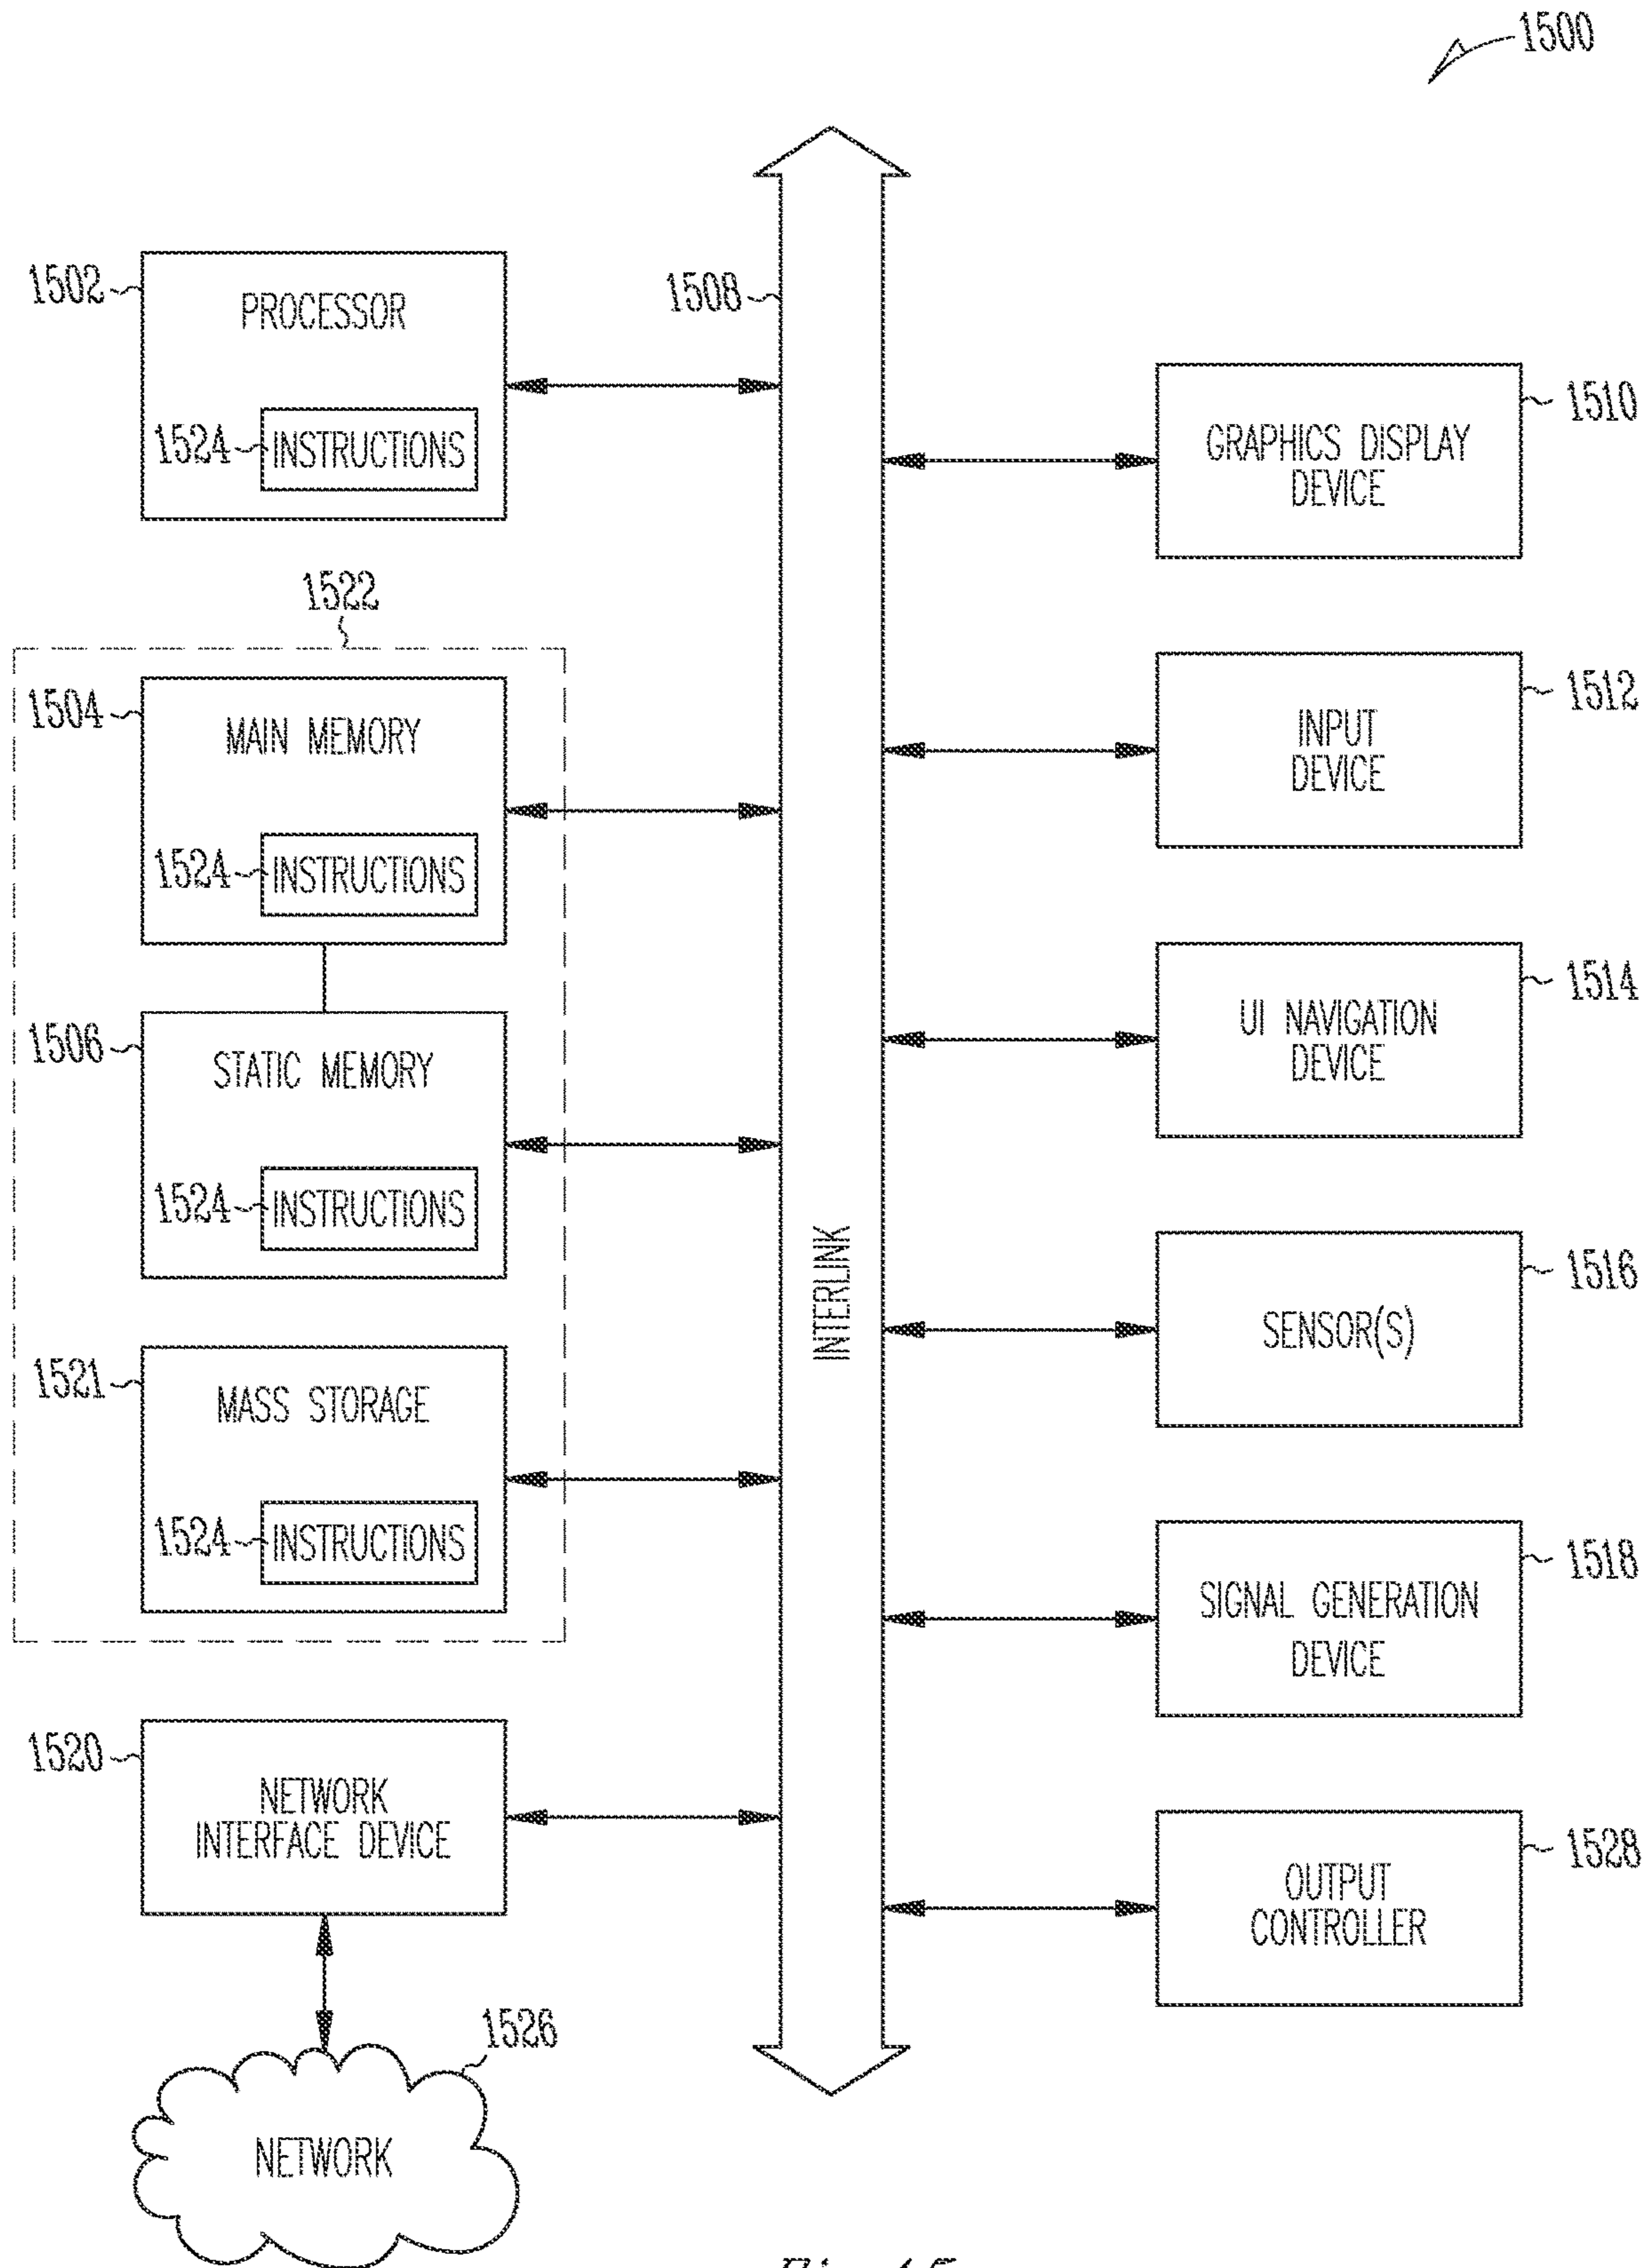 1500
1502
PROCESSOR
1524
INSTRUCTIONS
1508
1522
1504
MAIN MEMORY
1524
INSTRUCTIONS
1506
STATIC MEMORY
1524
INSTRUCTIONS
1521
MASS STORAGE
1524
INSTRUCTIONS
1520
NETWORK
INTERFACE DEVICE
1526
NETWORK
INTERLINK
1510
GRAPHICS DISPLAY
DEVICE
1512
INPUT
DEVICE
1514
UI NAVIGATION
DEVICE
1516
SENSOR(S)
1518
SIGNAL GENERATION
DEVICE
1528
OUTPUT
CONTROLLER